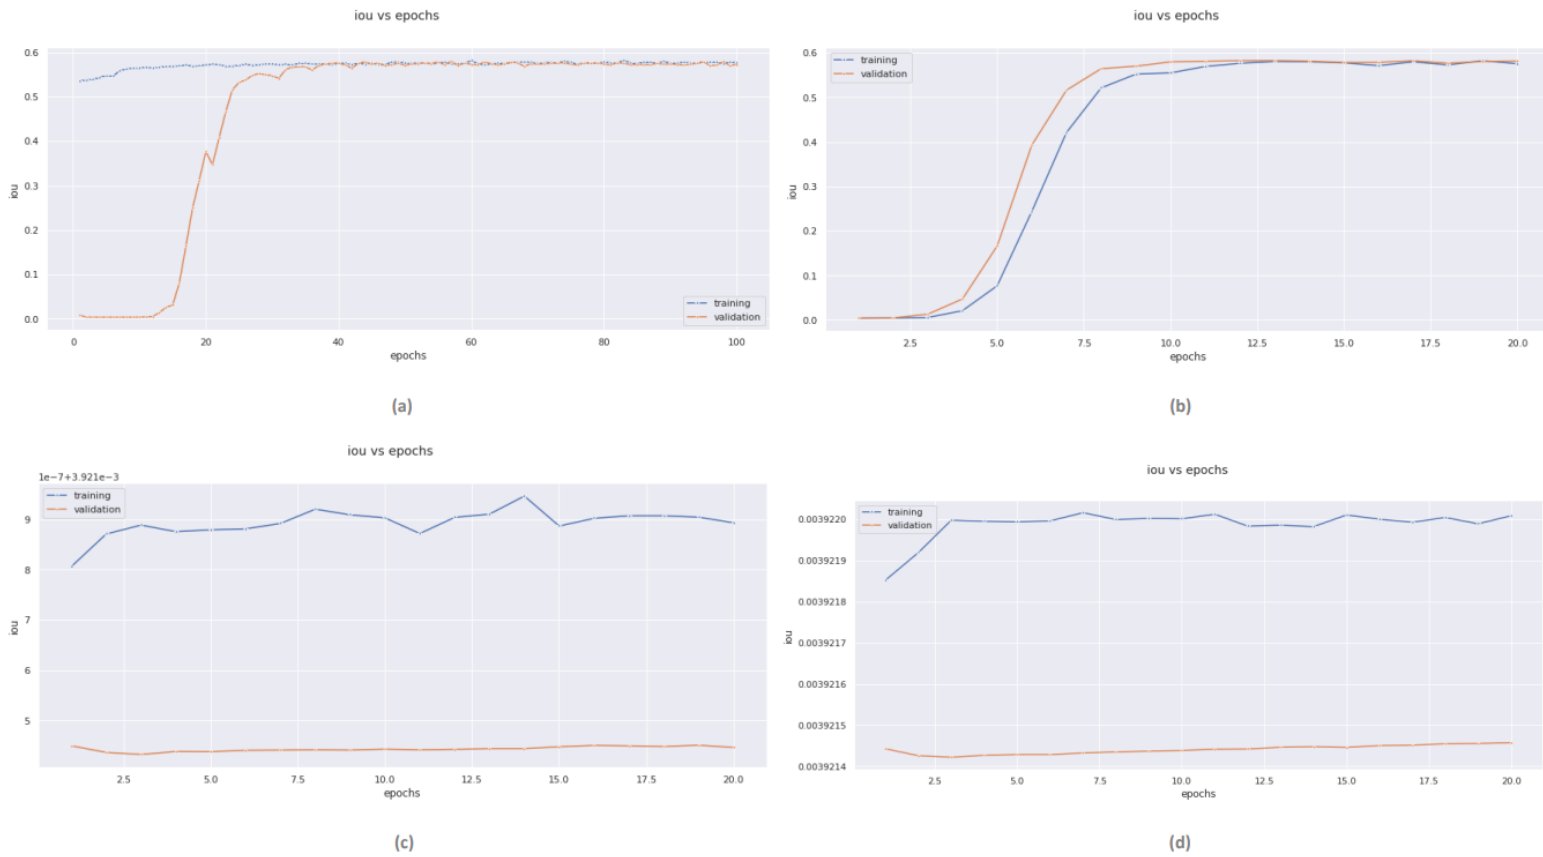 iou vs epochs
0.6
0.5
0.4
0.3
0.2
0.1
0.0
iou
training
validation
0
20
40
60
80
100
epochs
(a)
iou vs epochs
training
validation
0.6
0.5
0.4
0.3
0.2
0.1
0.0
iou
2.5
5.0
7.5
10.0
12.5
15.0
17.5
20.0
epochs
(b)
iou vs epochs
1e−7+3.921e−3
training
validation
9
8
7
6
5
iou
2.5
5.0
7.5
10.0
12.5
15.0
17.5
20.0
epochs
(c)
iou vs epochs
training
validation
0.0039220
0.0039219
0.0039218
0.0039217
0.0039216
0.0039215
0.0039214
iou
2.5
5.0
7.5
10.0
12.5
15.0
17.5
20.0
epochs
(d)